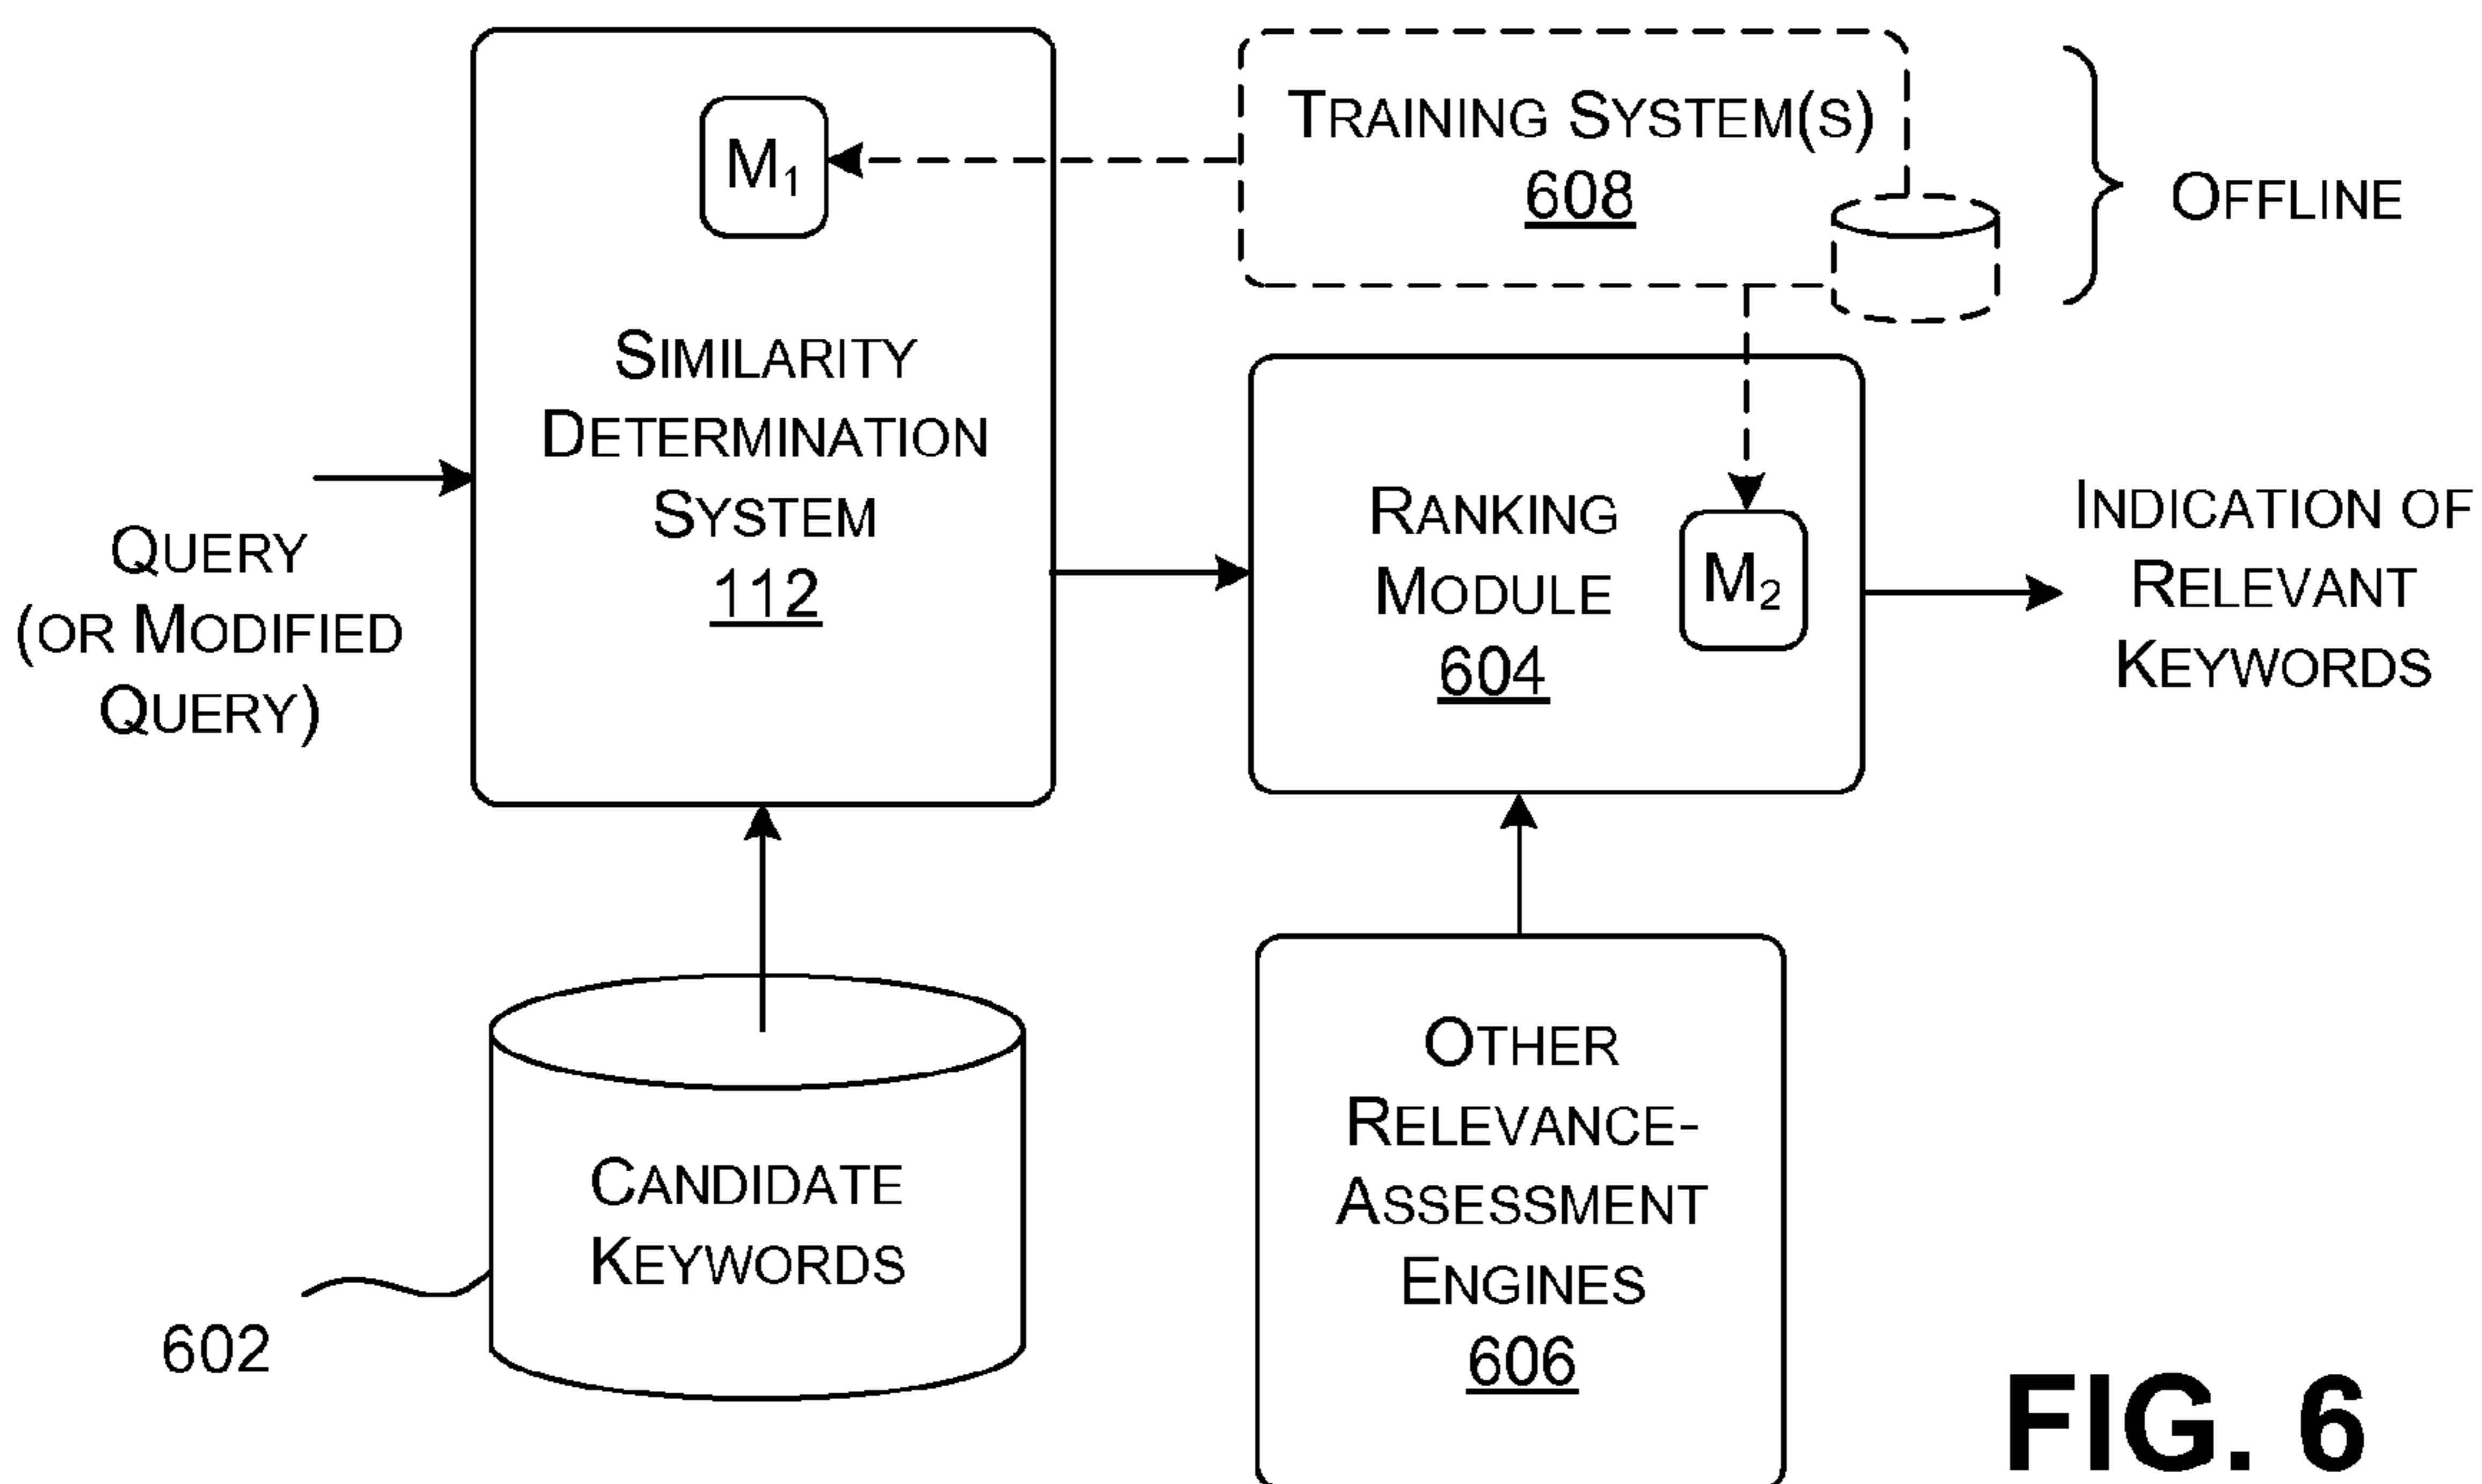 M1
SIMILARITY
DETERMINATION
SYSTEM
112
TRAINING SYSTEM(S)
608
OFFLINE
QUERY
(OR MODIFIED
QUERY)
RANKING
MODULE
604
M2
INDICATION OF
RELEVANT
KEYWORDS
CANDIDATE
KEYWORDS
602
OTHER
RELEVANCE-
ASSESSMENT
ENGINES
606
FIG. 6